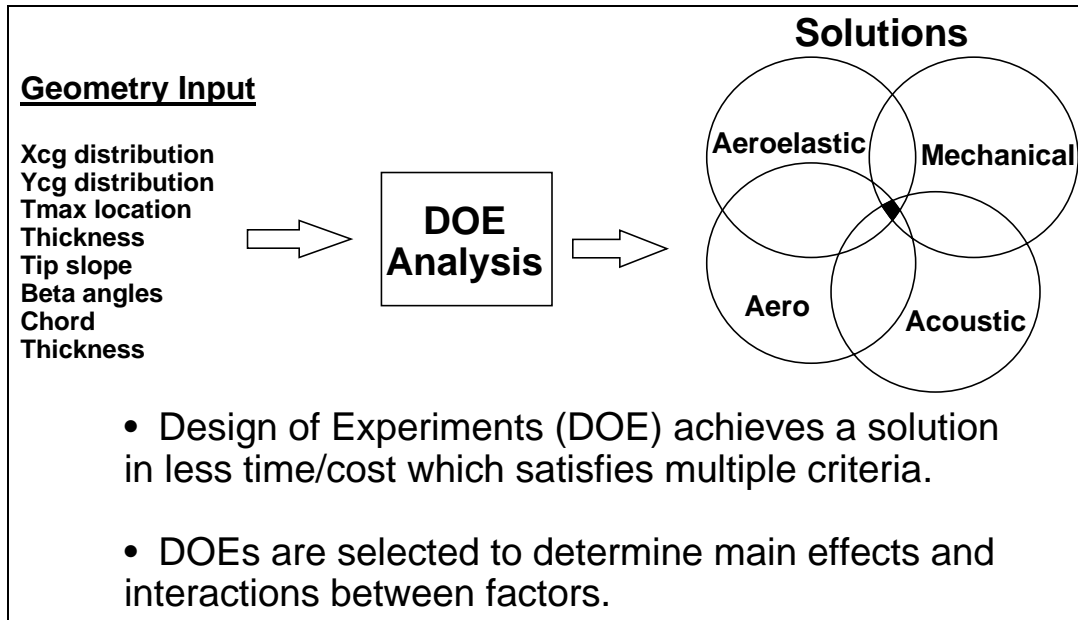 Solutions
Geometry Input
Xcg distribution
Ycg distribution
Tmax location
Thickness
Tip slope
Beta angles
Chord
Thickness
DOE
Analysis
Aeroelastic
Mechanical
Aero
Acoustic
• Design of Experiments (DOE) achieves a solution
in less time/cost which satisfies multiple criteria.
• DOEs are selected to determine main effects and
interactions between factors.